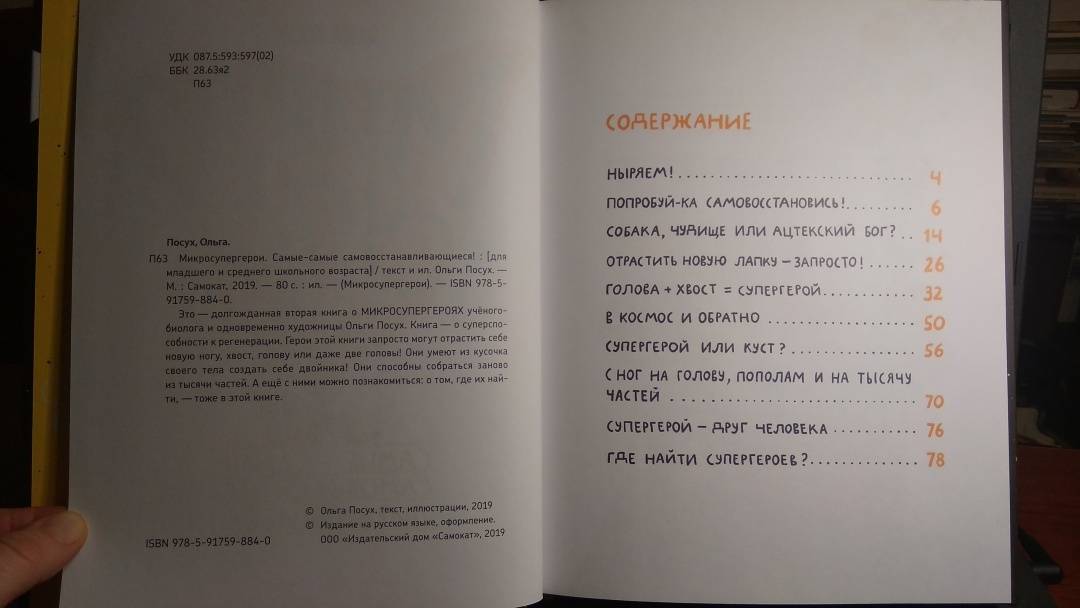 УДК 087.5:593:597(02)
ББК 28.63я2
П63
Посух, Ольга.
П63 Микросупергерои. Самые-самые самовосстанавливающиеся! : [для
младшего и среднего школьного возраста] / текст и ил. Ольги Посух. —
М. : Самокат, 2019. — 80 с. : ил. — (Микросупергерои). — ISBN 978-5-
91759-884-0.
Это — долгожданная вторая книга о МИКРОСУПЕРГЕРОЯХ учёного-
биолога и одновременно художницы Ольги Посух. Книга — о суперспо-
собности к регенерации. Герои этой книги запросто могут отрастить себе
новую ногу, хвост, голову или даже две головы! Они умеют из кусочка
своего тела создать себе двойника! Они способны собраться заново
из тысячи частей. А ещё с ними можно познакомиться: о том, где их най-
ти, — тоже в этой книге.
© Ольга Посух, текст, иллюстрации, 2019
© Издание на русском языке, оформление.
ООО «Издательский дом «Самокат», 2019
ISBN 978-5-91759-884-0
СОДЕРЖАНИЕ
НЫРЯЕМ! 4
ПОПРОБУЙ-КА САМОВОССТАНОВИСЬ! 6
СОБАКА, ЧУДИЩЕ ИЛИ АЦТЕКСКИЙ БОГ? 14
ОТРАСТИТЬ НОВУЮ ЛАПКУ – ЗАПРОСТО! 26
ГОЛОВА + ХВОСТ = СУПЕРГЕРОЙ 32
В КОСМОС И ОБРАТНО 50
СУПЕРГЕРОЙ ИЛИ КУСТ? 56
С НОГ НА ГОЛОВУ, ПОПОЛАМ И НА ТЫСЯЧУ
ЧАСТЕЙ 70
СУПЕРГЕРОЙ – ДРУГ ЧЕЛОВЕКА 76
ГДЕ НАЙТИ СУПЕРГЕРОЕВ? 78